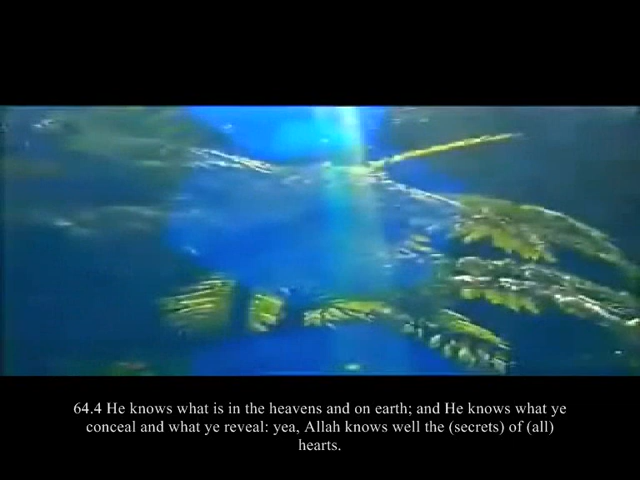 64.4 He knows what is in the heavens and on earth; and He knows what ye
conceal and what ye reveal: yea, Allah knows well the (secrets) of (all)
hearts.